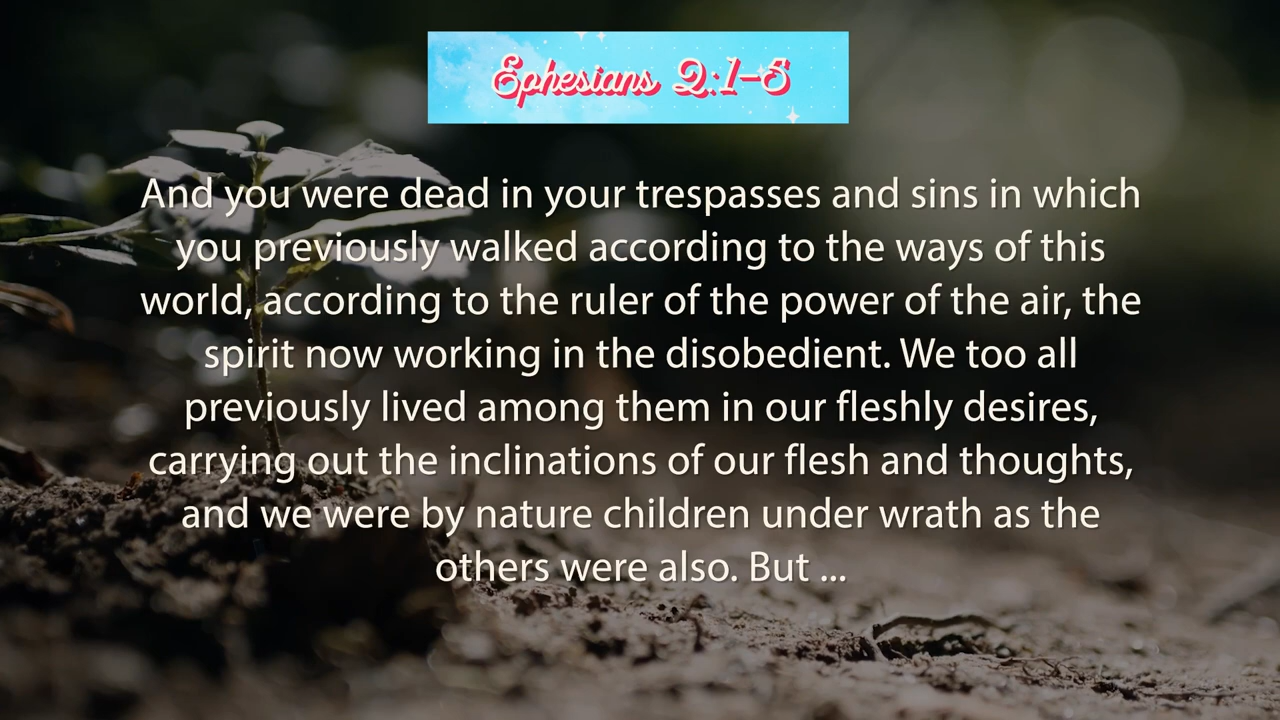 Ephesians 2:1-5
And you were dead in your trespasses and sins in which
you previously walked according to the ways of this
world, according to the ruler of the power of the air, the
spirit now working in the disobedient. We too all
previously lived among them in our fleshly desires,
carrying out the inclinations of our flesh and thoughts,
and we were by nature children under wrath as the
others were also. But ...